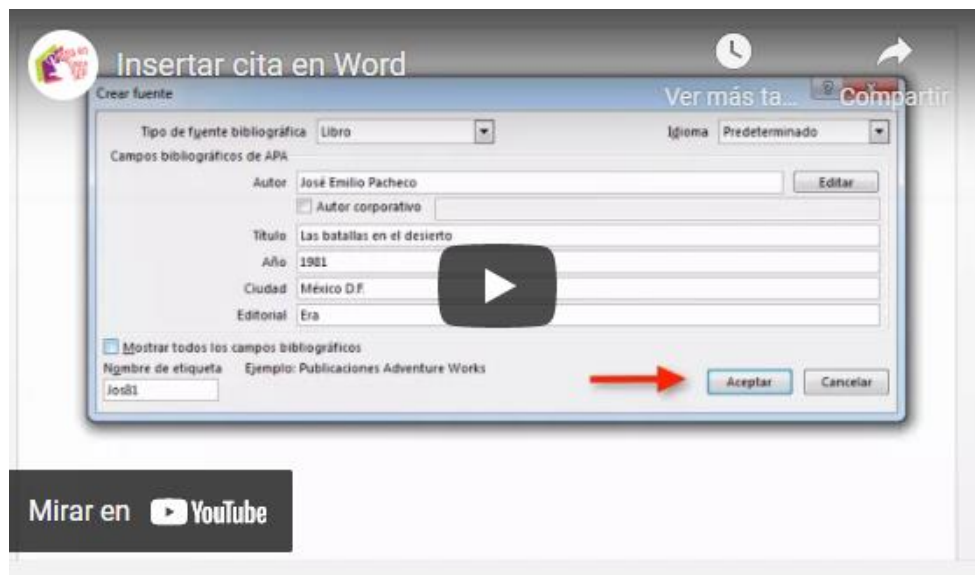 Insertar cita en Word
Ver más ta... Compartir
Crear fuente
Tipo de fuente bibliográfica Libro Idioma Predeterminado
Campos bibliográficos de APA
Autor José Emilio Pacheco Editar
Autor corporativo
Título Las batallas en el desierto
Año 1981
Ciudad México D.F.
Editorial Era
Mostrar todos los campos bibliográficos
Nombre de etiqueta Ejemplo: Publicaciones Adventure Works
Jos81 Aceptar Cancelar
Mirar en YouTube